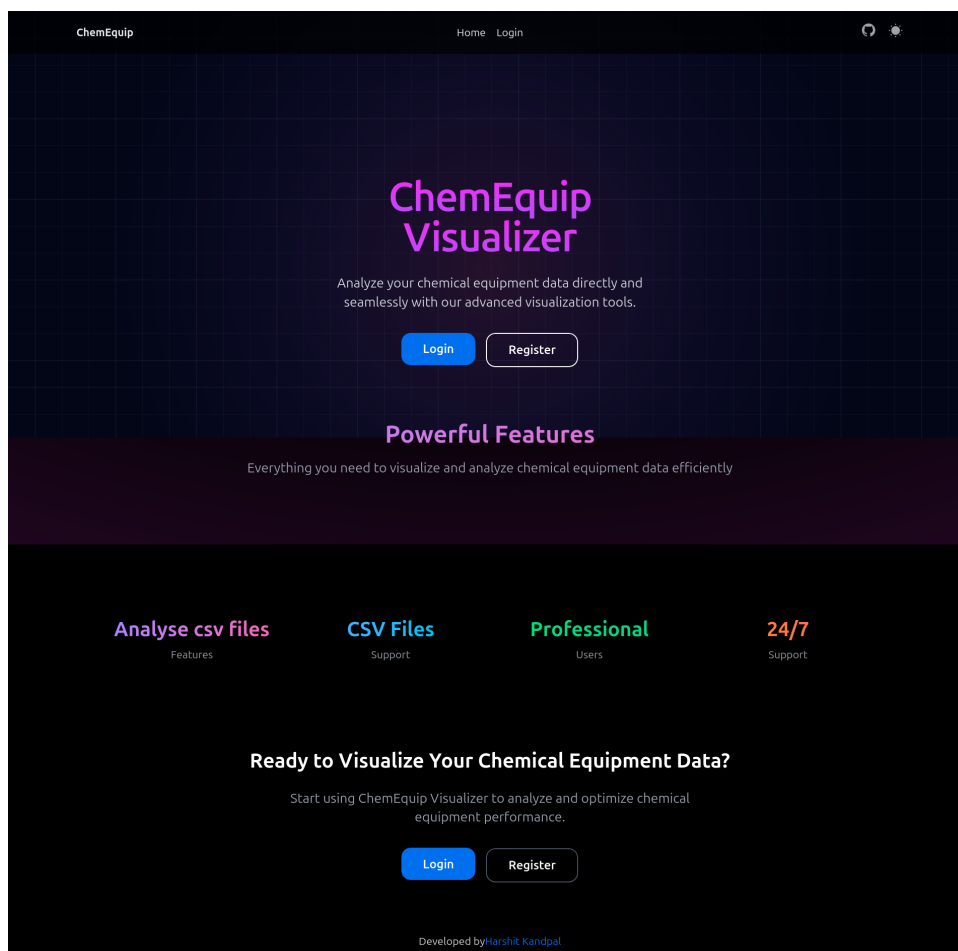 ChemEquip
Home Login
ChemEquip
Visualizer
Analyze your chemical equipment data directly and
seamlessly with our advanced visualization tools.
Login
Register
Powerful Features
Everything you need to visualize and analyze chemical equipment data efficiently
Analyse csv files
Features
CSV Files
Support
Professional
Users
24/7
Support
Ready to Visualize Your Chemical Equipment Data?
Start using ChemEquip Visualizer to analyze and optimize chemical
equipment performance.
Login
Register
Developed byHarshit Kandpal